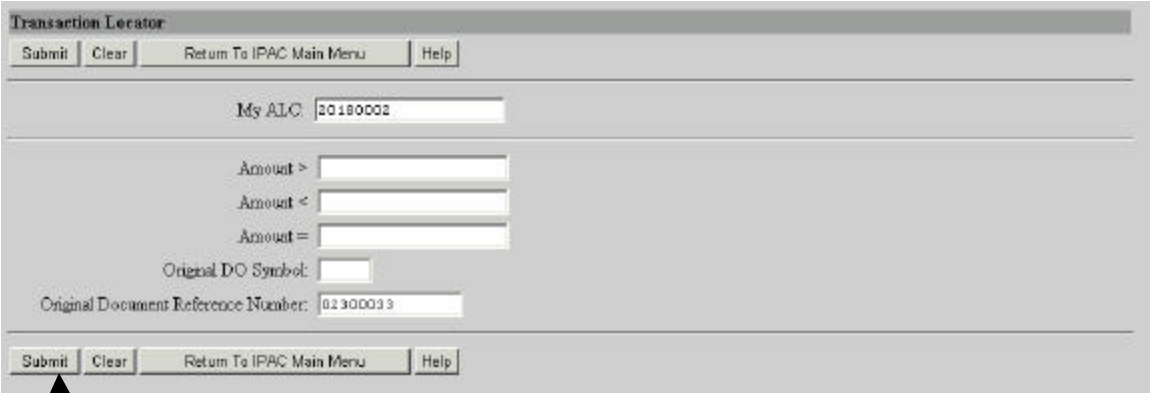 Transaction Locator
Submit Clear Return To IPAC Main Menu Help
My ALC: 20180002
Amount >
Amount <
Amount =
Original DO Symbol:
Original Document Reference Number: 02300033
Submit Clear Return To IPAC Main Menu Help